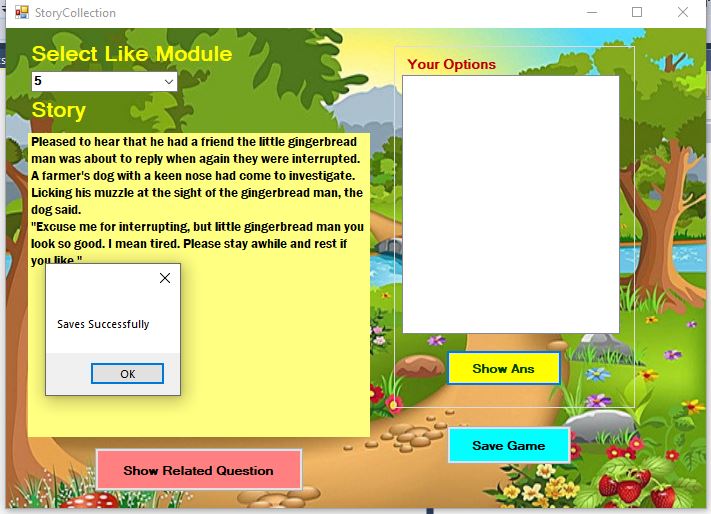 StoryCollection
Select Like Module
5
Story
Pleased to hear that he had a friend the little gingerbread
man was about to reply when again they were interrupted.
A farmer's dog with a keen nose had come to investigate.
Licking his muzzle at the sight of the gingerbread man, the
dog said.
"Excuse me for interrupting, but little gingerbread man you
look so good. I mean tired. Please stay awhile and rest if
you like."
Saves Successfully
OK
Show Related Question
Your Options
Show Ans
Save Game